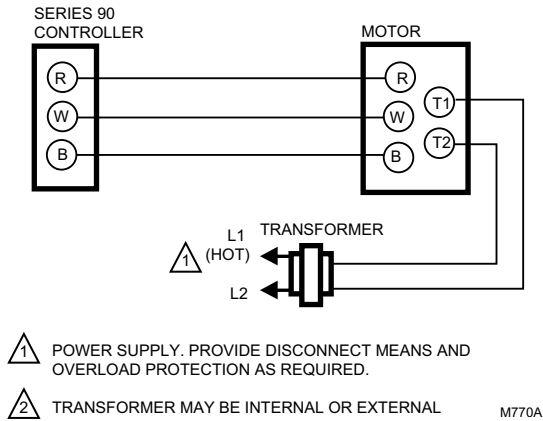 SERIES 90
CONTROLLER
MOTOR
R
R
T1
W
W
T2
B
B
TRANSFORMER
L1
(HOT)
1
L2
1 POWER SUPPLY. PROVIDE DISCONNECT MEANS AND
OVERLOAD PROTECTION AS REQUIRED.
2 TRANSFORMER MAY BE INTERNAL OR EXTERNAL
M770A